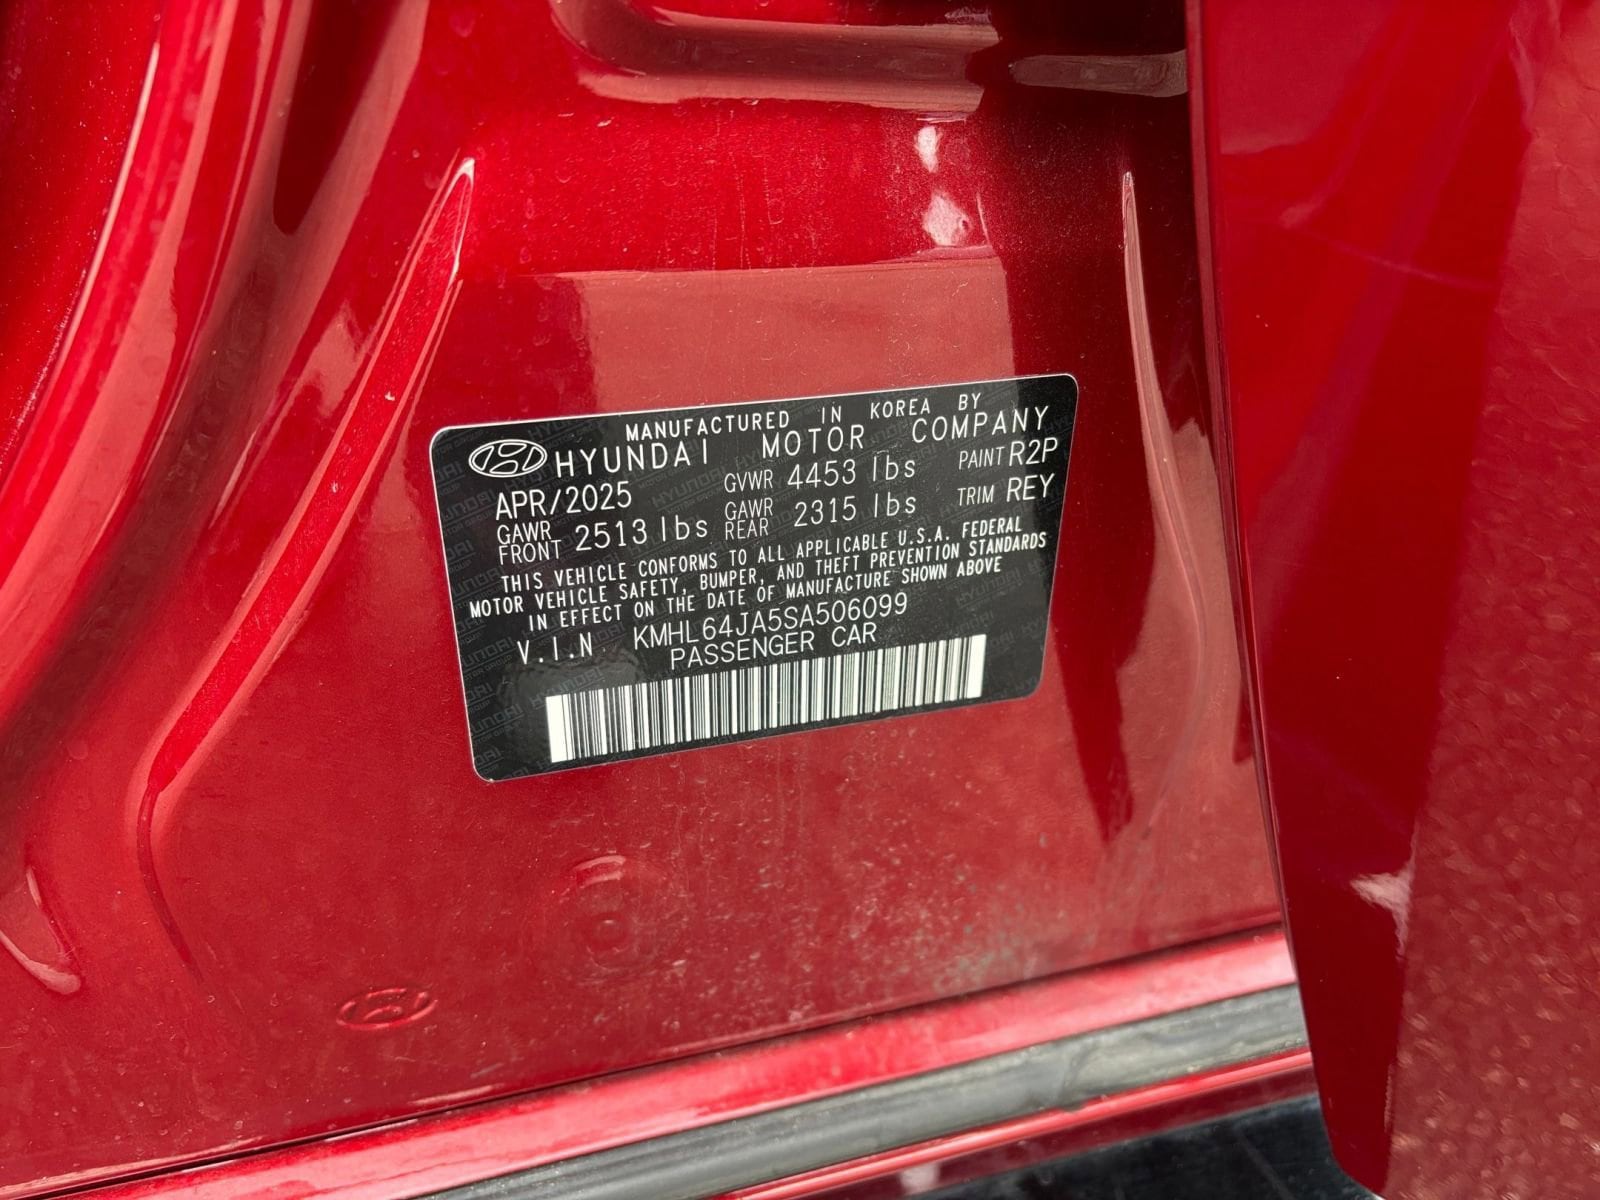 MANUFACTURED IN KOREA BY
HYUNDAI MOTOR COMPANY
APR/2025 GVWR 4453 lbs PAINT R2P
GAWR FRONT 2513 lbs GAWR REAR 2315 lbs TRIM REY
THIS VEHICLE CONFORMS TO ALL APPLICABLE U.S.A. FEDERAL
MOTOR VEHICLE SAFETY, BUMPER, AND THEFT PREVENTION STANDARDS
IN EFFECT ON THE DATE OF MANUFACTURE SHOWN ABOVE
V.I.N KMHL64JA5SA506099
PASSENGER CAR